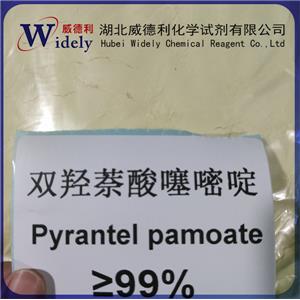 威德利
Widely
湖北威德利化学试剂有限公司
Hubei Widely Chemical Reagent Co.,Ltd
双羟萘酸噻嘧啶
Pyrantel pamoate
≥99%